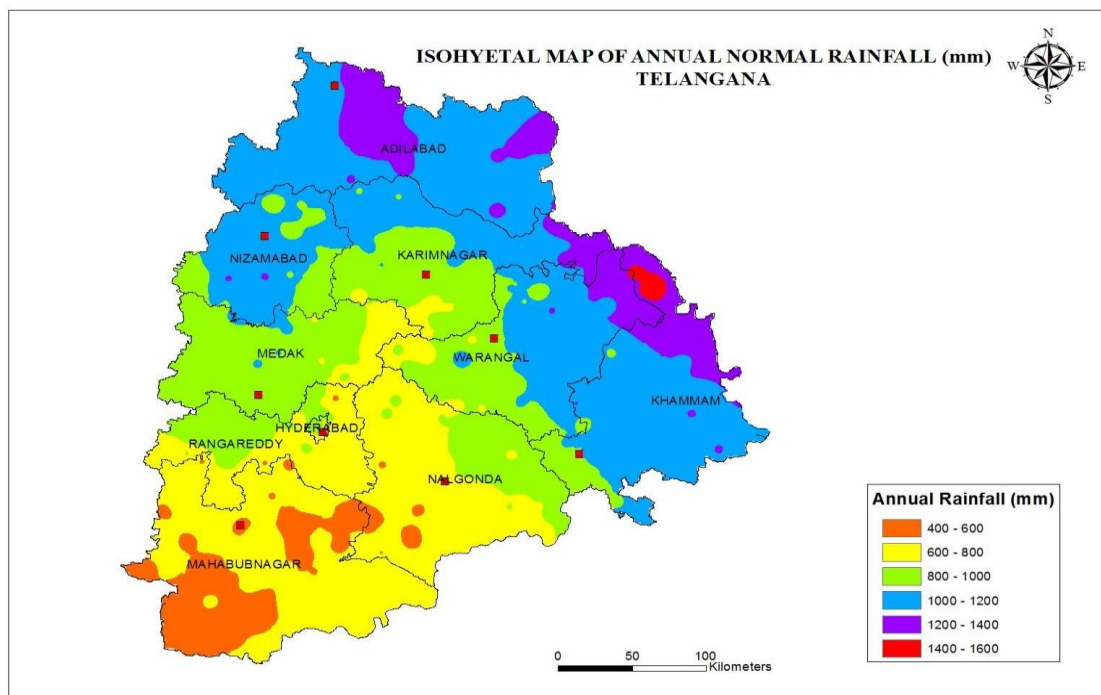 ISOHYETAL MAP OF ANNUAL NORMAL RAINFALL (mm)
TELANGANA
N
W E
S
ADILABAD
NIZAMABAD
KARIMNAGAR
MEDAK
WARANGAL
KHAMMAM
HYDERABAD
RANGAREDDY
NALGONDA
MAHABUBNAGAR
Annual Rainfall (mm)
400 - 600
600 - 800
800 - 1000
1000 - 1200
1200 - 1400
1400 - 1600
0 50 100
Kilometers